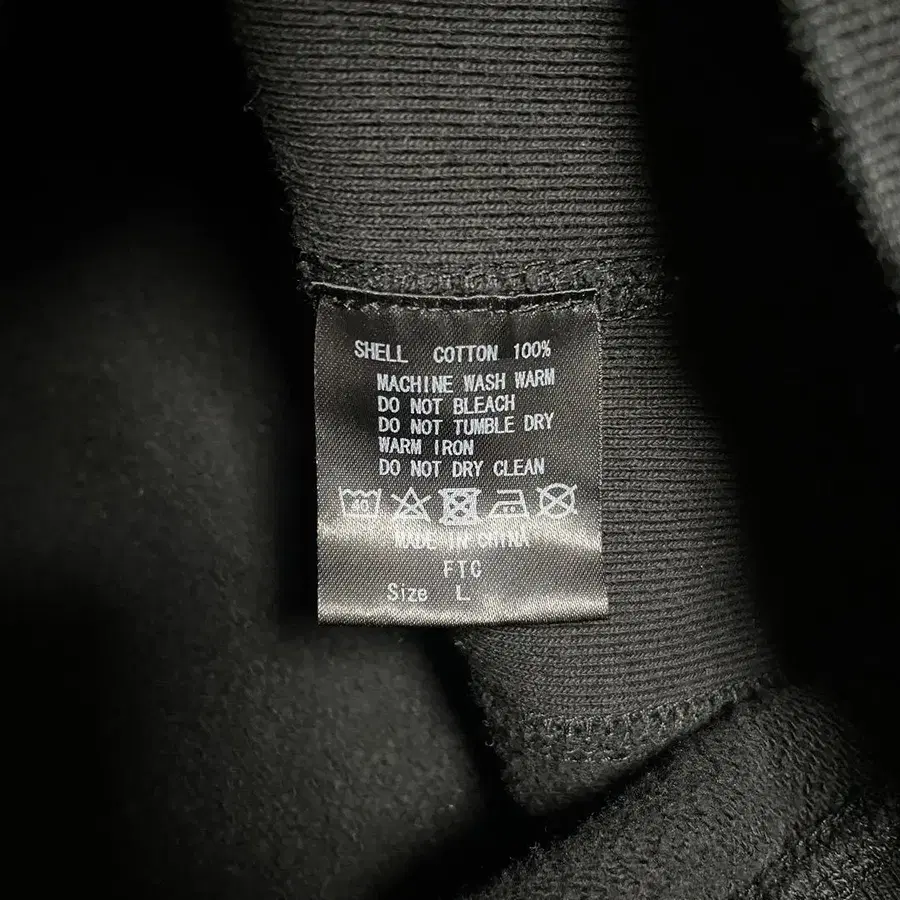 SHELL COTTON 100%
MACHINE WASH WARM
DO NOT BLEACH
DO NOT TUMBLE DRY
WARM IRON
DO NOT DRY CLEAN
40
MADE IN CHINA
FTC
Size L